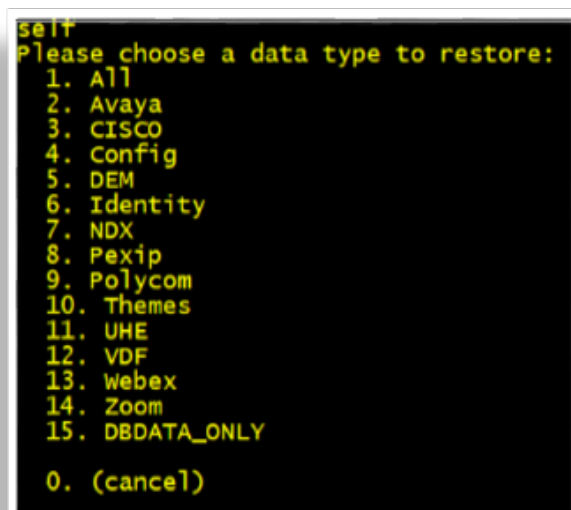 self
Please choose a data type to restore:
1. All
2. Avaya
3. CISCO
4. Config
5. DEM
6. Identity
7. NDX
8. Pexip
9. Polycom
10. Themes
11. UHE
12. VDF
13. Webex
14. Zoom
15. DBDATA_ONLY
0. (cancel)